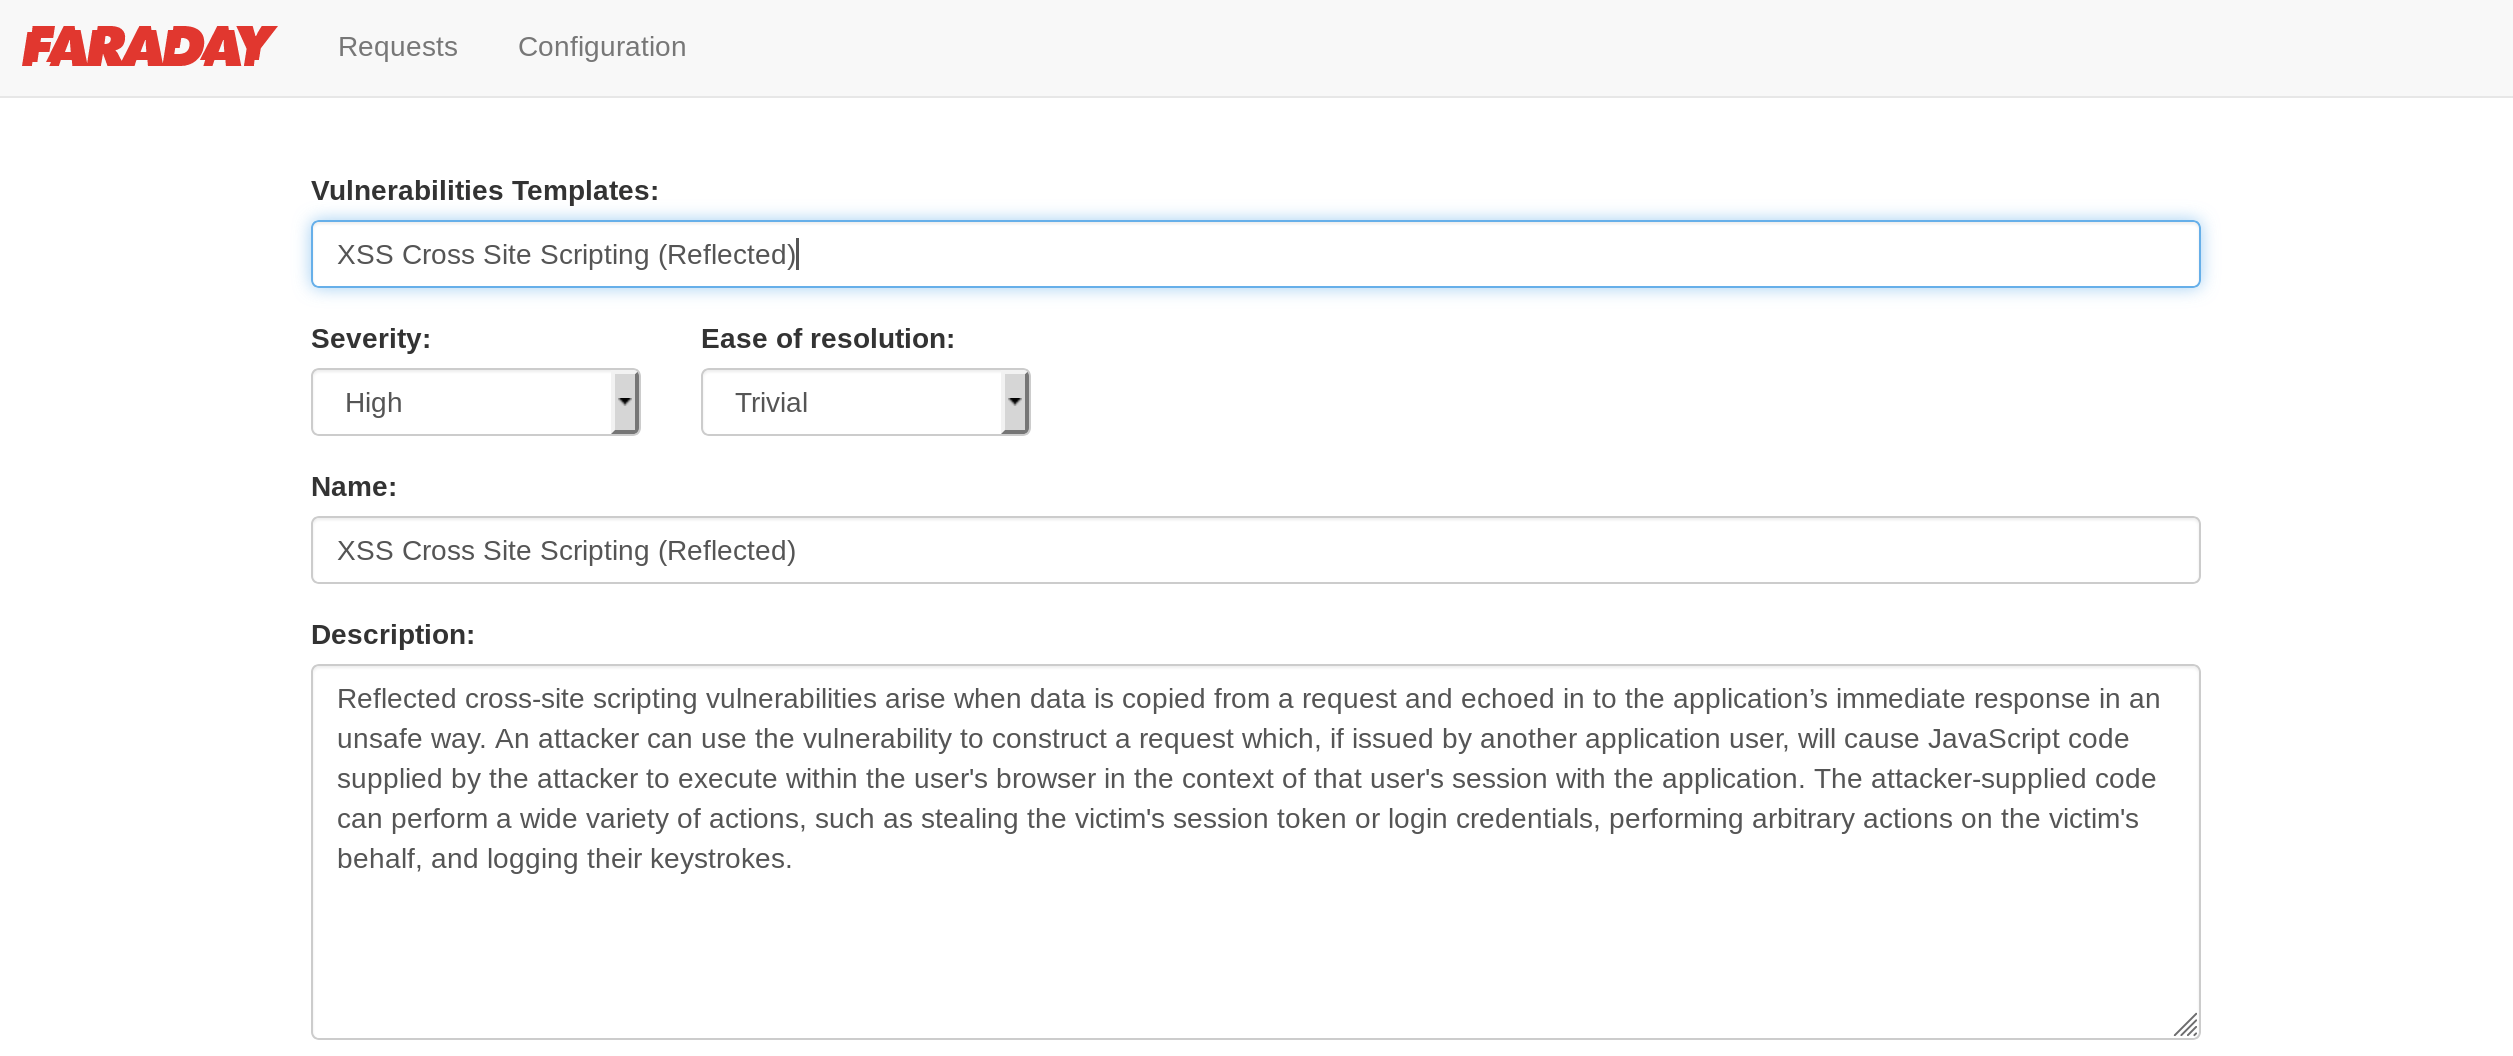 FARADAY Requests Configuration
Vulnerabilities Templates:
XSS Cross Site Scripting (Reflected)
Severity: Ease of resolution:
High Trivial
Name:
XSS Cross Site Scripting (Reflected)
Description:
Reflected cross-site scripting vulnerabilities arise when data is copied from a request and echoed in to the application’s immediate response in an
unsafe way. An attacker can use the vulnerability to construct a request which, if issued by another application user, will cause JavaScript code
supplied by the attacker to execute within the user's browser in the context of that user's session with the application. The attacker-supplied code
can perform a wide variety of actions, such as stealing the victim's session token or login credentials, performing arbitrary actions on the victim's
behalf, and logging their keystrokes.